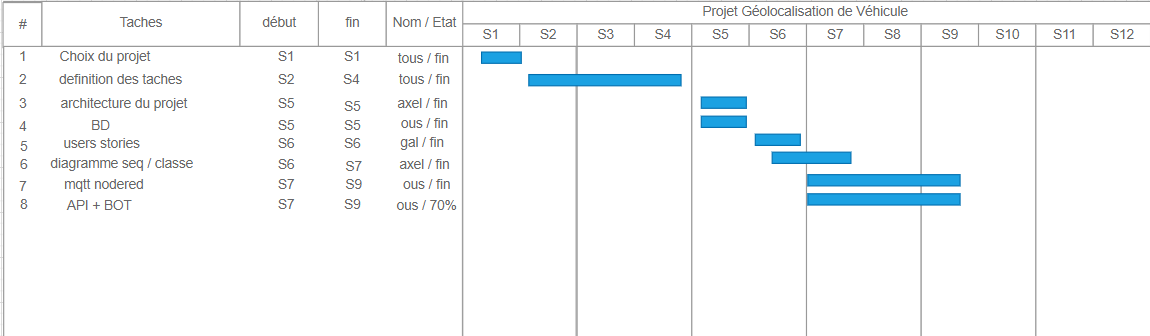 Projet Géolocalisation de Véhicule
# Taches début fin Nom / Etat S1 S2 S3 S4 S5 S6 S7 S8 S9 S10 S11 S12
1 Choix du projet S1 S1 tous / fin
2 definition des taches S2 S4 tous / fin
3 architecture du projet S5 S5 axel / fin
4 BD S5 S5 ous / fin
5 users stories S6 S6 gal / fin
6 diagramme seq / classe S6 S7 axel / fin
7 mqtt nodered S7 S9 ous / fin
8 API + BOT S7 S9 ous / 70%